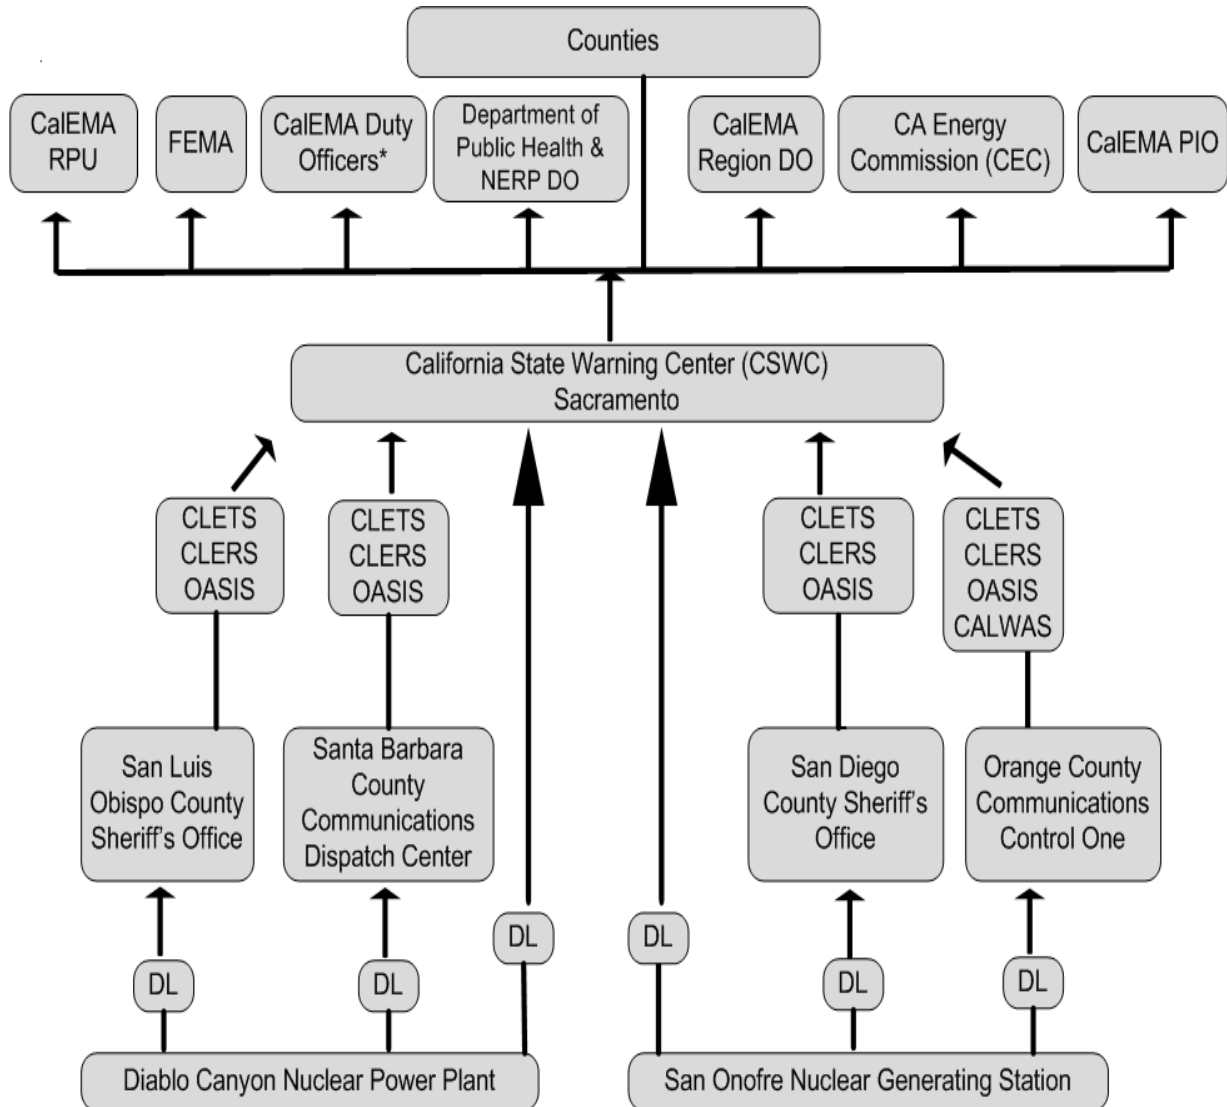 Counties
CalEMA
RPU
FEMA
CalEMA Duty
Officers*
Department of
Public Health &
NERP DO
CalEMA
Region DO
CA Energy
Commission (CEC)
CalEMA PIO
California State Warning Center (CSWC)
Sacramento
CLETS
CLERS
OASIS
CLETS
CLERS
OASIS
CLETS
CLERS
OASIS
CLETS
CLERS
OASIS
CALWAS
San Luis
Obispo County
Sheriff's Office
Santa Barbara
County
Communications
Dispatch Center
San Diego
County Sheriff's
Office
Orange County
Communications
Control One
DL
DL
DL
DL
DL
DL
Diablo Canyon Nuclear Power Plant
San Onofre Nuclear Generating Station